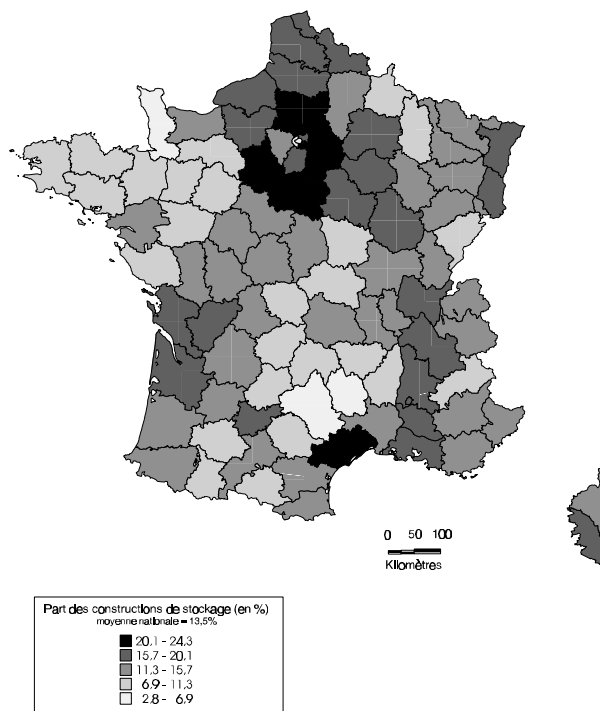 0 50 100
Kilomètres
Part des constructions de stockage (en %)
moyenne nationale = 13,5%
20,1 - 24,3
15,7 - 20,1
11,3 - 15,7
6,9 - 11,3
2,8 - 6,9